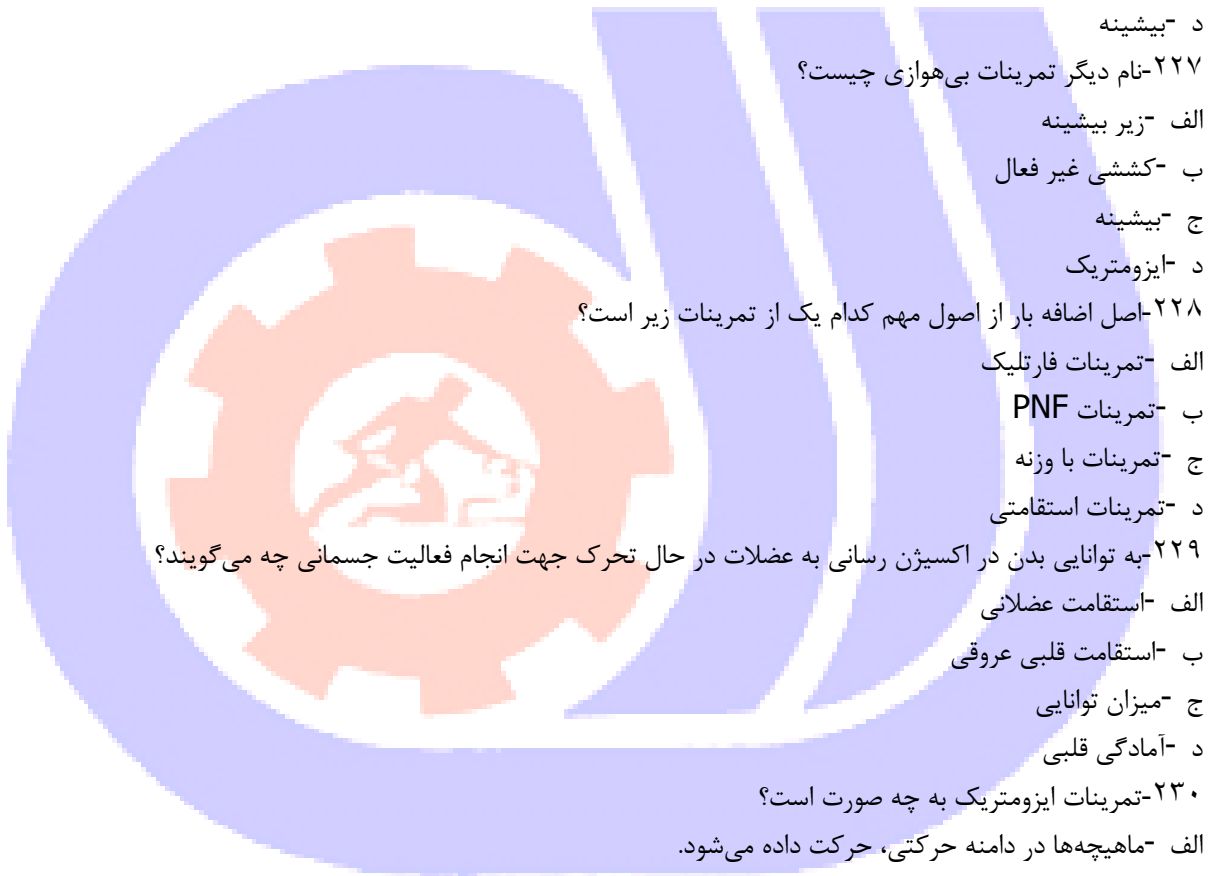 د -بیشینه
۲۲۷-نام دیگر تمرینات بی‌هوازی چیست؟
الف -زیر بیشینه
ب -کششی غیر فعال
ج -بیشینه
د -ایزومتریک
۲۲۸-اصل اضافه بار از اصول مهم کدام یک از تمرینات زیر است؟
الف -تمرینات فارتلیک
ب -تمرینات PNF
ج -تمرینات با وزنه
د -تمرینات استقامتی
۲۲۹-به توانایی بدن در اکسیژن رسانی به عضلات در حال تحرک جهت انجام فعالیت جسمانی چه می‌گویند؟
الف -استقامت عضلانی
ب -استقامت قلبی عروقی
ج -میزان توانایی
د -آمادگی قلبی
۲۳۰-تمرینات ایزومتریک به چه صورت است؟
الف -ماهیچه‌ها در دامنه حرکتی، حرکت داده می‌شود.